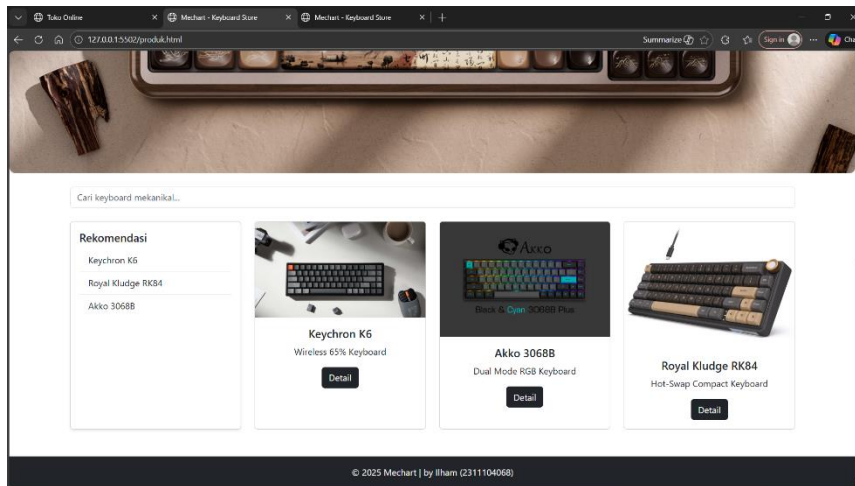 Toko Online
Mechart - Keyboard Store
Mechart - Keyboard Store
127.0.0.1:5502/produk.html
Summarize
Sign in
Cari keyboard mekanikal...
Rekomendasi
Keychron K6
Royal Kludge RK84
Akko 3068B
Keychron K6
Wireless 65% Keyboard
Detail
AKKO
Black & Cyan 3068B Plus
Akko 3068B
Dual Mode RGB Keyboard
Detail
Royal Kludge RK84
Hot-Swap Compact Keyboard
Detail
© 2025 Mechart | by Ilham (2311104068)